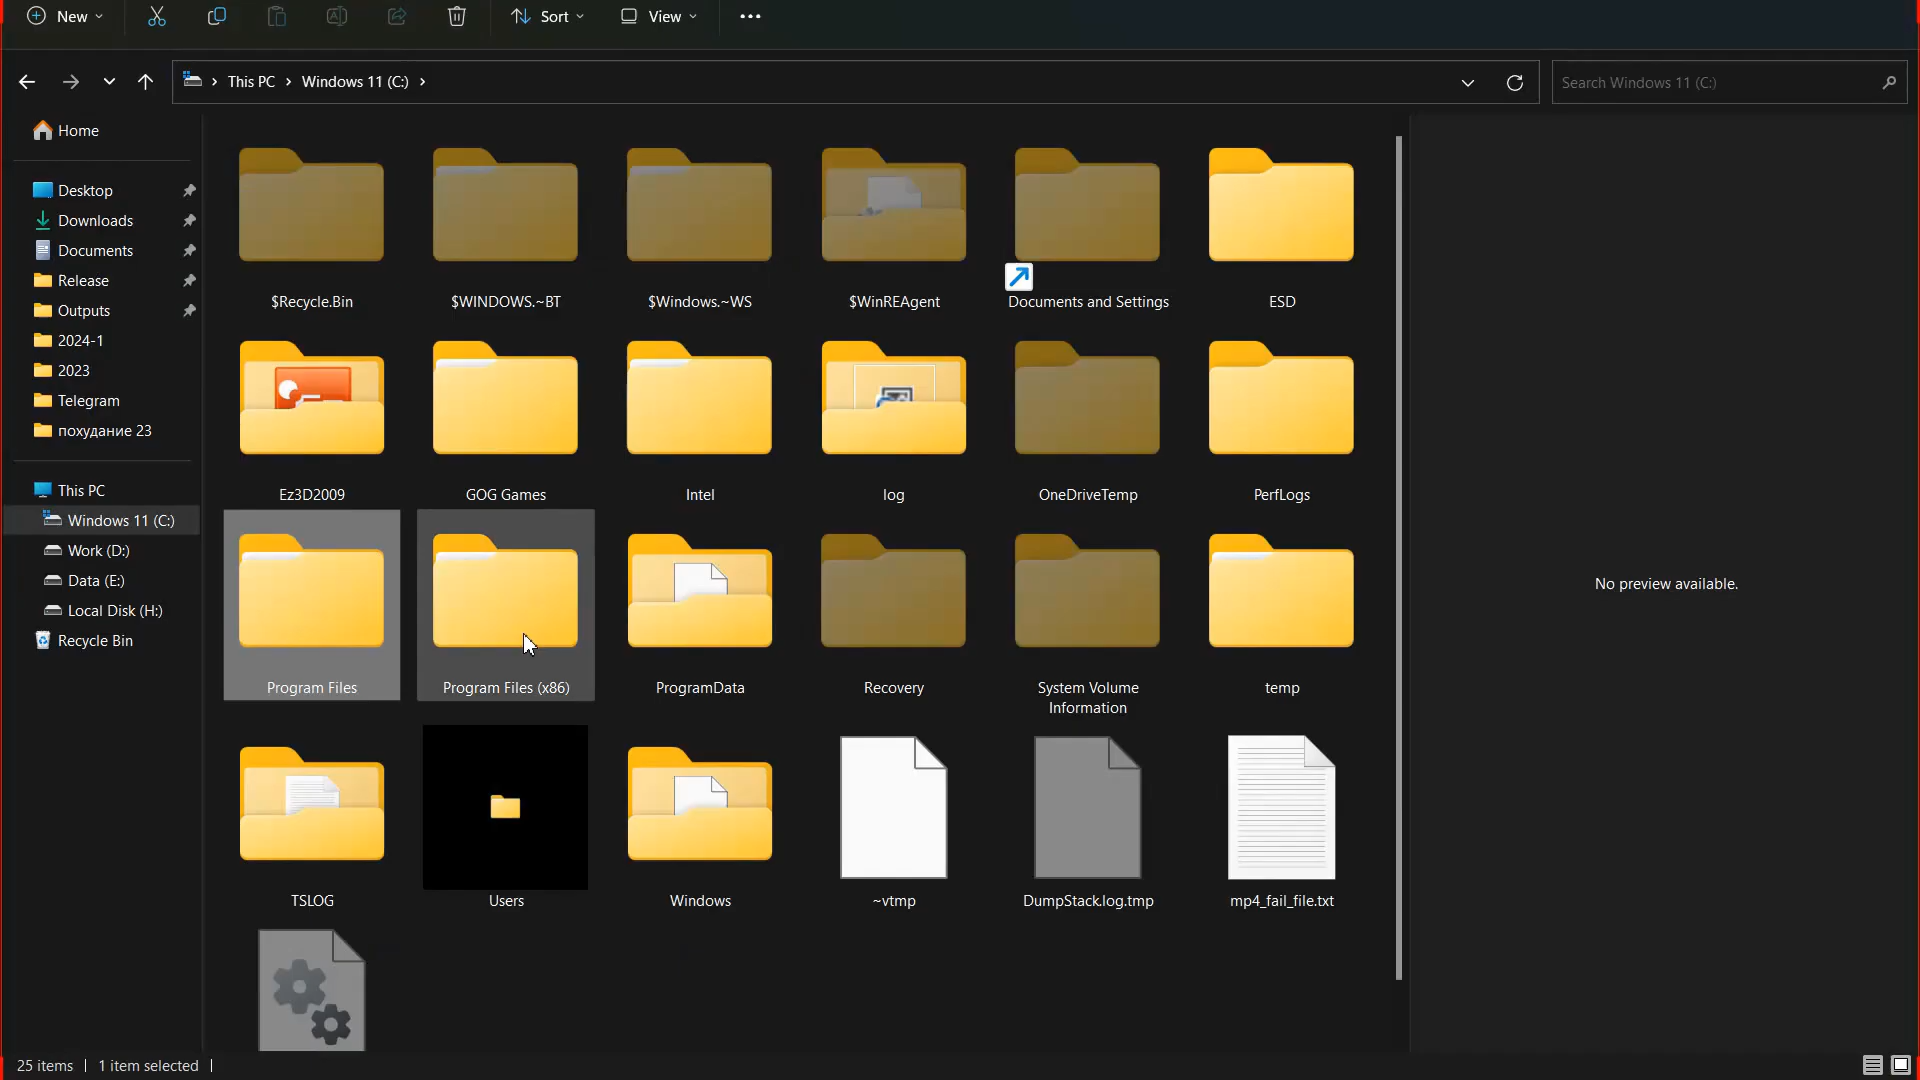 New
Sort
View
This PC
Windows 11 (C:)
Search Windows 11 (C:)
Home
Desktop
Downloads
Documents
Release
Outputs
2024-1
2023
Telegram
похудание 23
This PC
Windows 11 (C:)
Work (D:)
Data (E:)
Local Disk (H:)
Recycle Bin
$Recycle.Bin
$WINDOWS.~BT
$Windows.~WS
$WinREAgent
Documents and Settings
ESD
Ez3D2009
GOG Games
Intel
log
OneDriveTemp
PerfLogs
Program Files
Program Files (x86)
ProgramData
Recovery
System Volume
Information
temp
TSLOG
Users
Windows
~vtmp
DumpStack.log.tmp
mp4_fail_file.txt
No preview available.
25 items
1 item selected